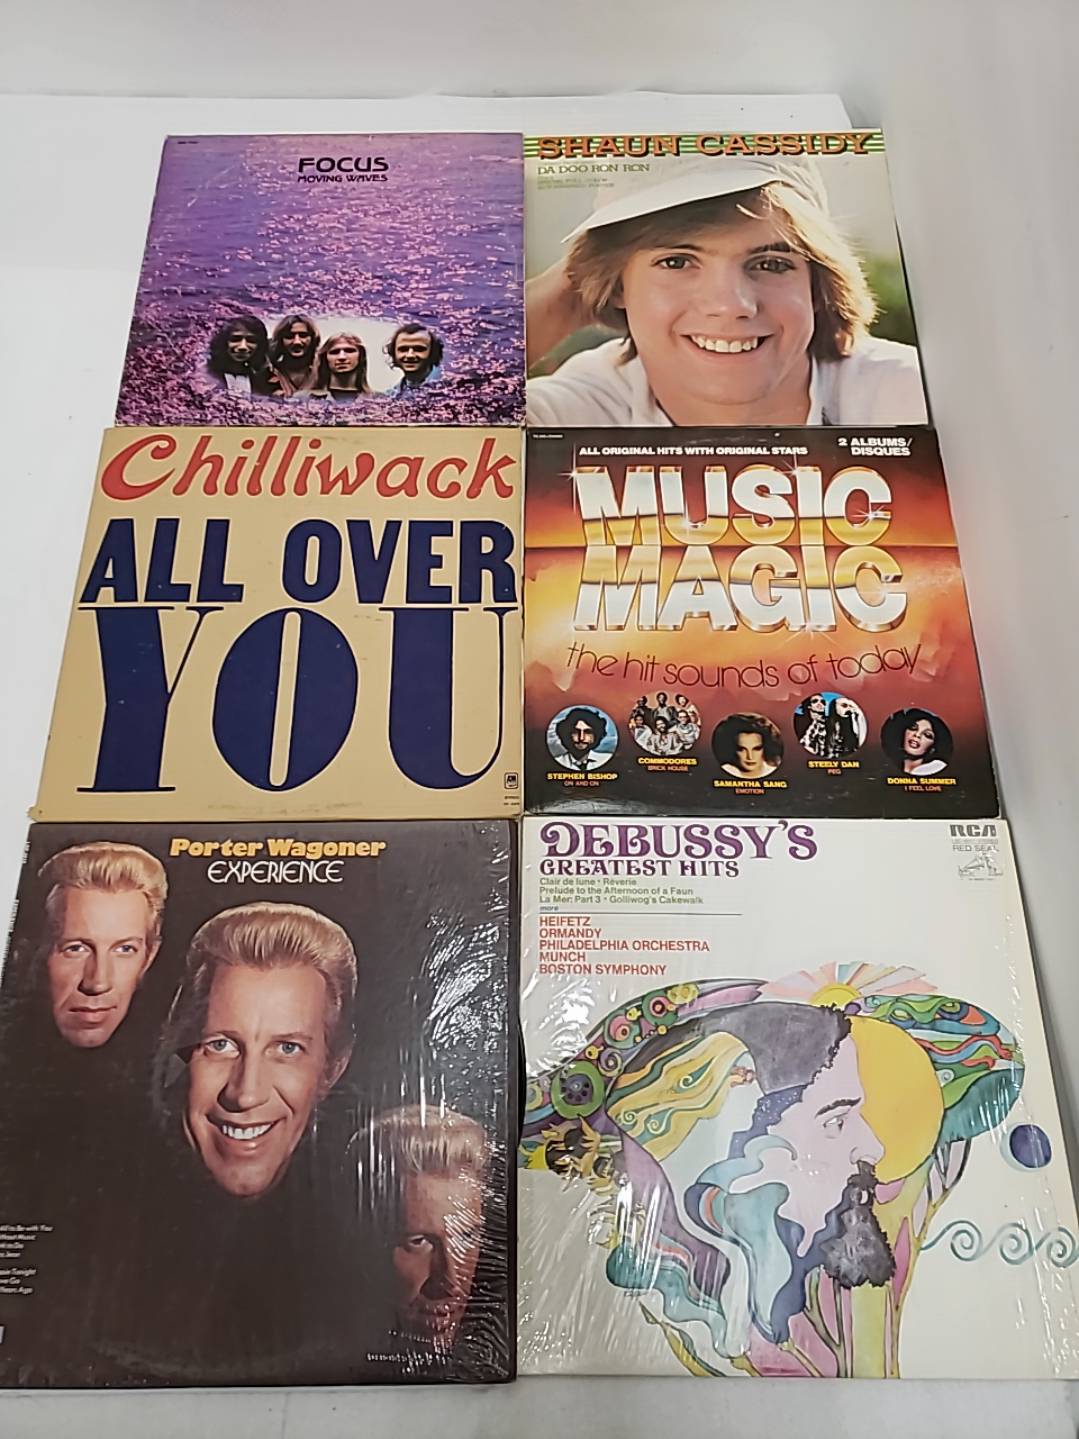 FOCUS
MOVING WAVES
SHAUN CASSIDY
DA DOO RON RON
Chilliwack
ALL OVER
YOU
ALL ORIGINAL HITS WITH ORIGINAL STARS
2 ALBUMS/
DISQUES
MUSIC
MAGIC
the hit sounds of today
STEPHEN BISHOP
ON AND ON
COMMODORES
BRICK HOUSE
SAMANTHA SANG
EMOTION
STEELY DAN
PEG
DONNA SUMMER
I FEEL LOVE
Porter Wagoner
EXPERIENCE
DEBUSSY'S
GREATEST HITS
Clair de lune • Rêverie
Prelude to the Afternoon of a Faun
La Mer: Part 3 • Golliwog's Cakewalk
more
HEIFETZ
ORMANDY
PHILADELPHIA ORCHESTRA
MUNCH
BOSTON SYMPHONY
RCA
RED SEAL